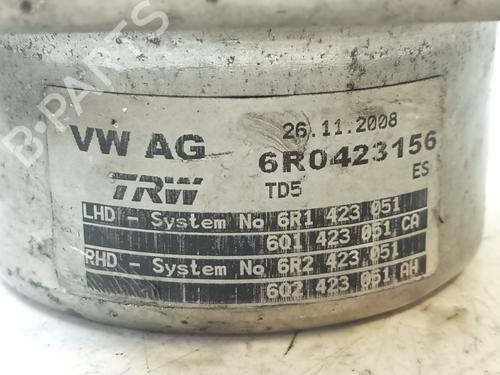 B-PARTS
VW AG 26.11.2008
6R0423156
TRW TD5 ES
LHD - System No 6R1 423 051
6Q1 423 051 CA
RHD - System No 6R2 423 051
6Q2 423 051 AH